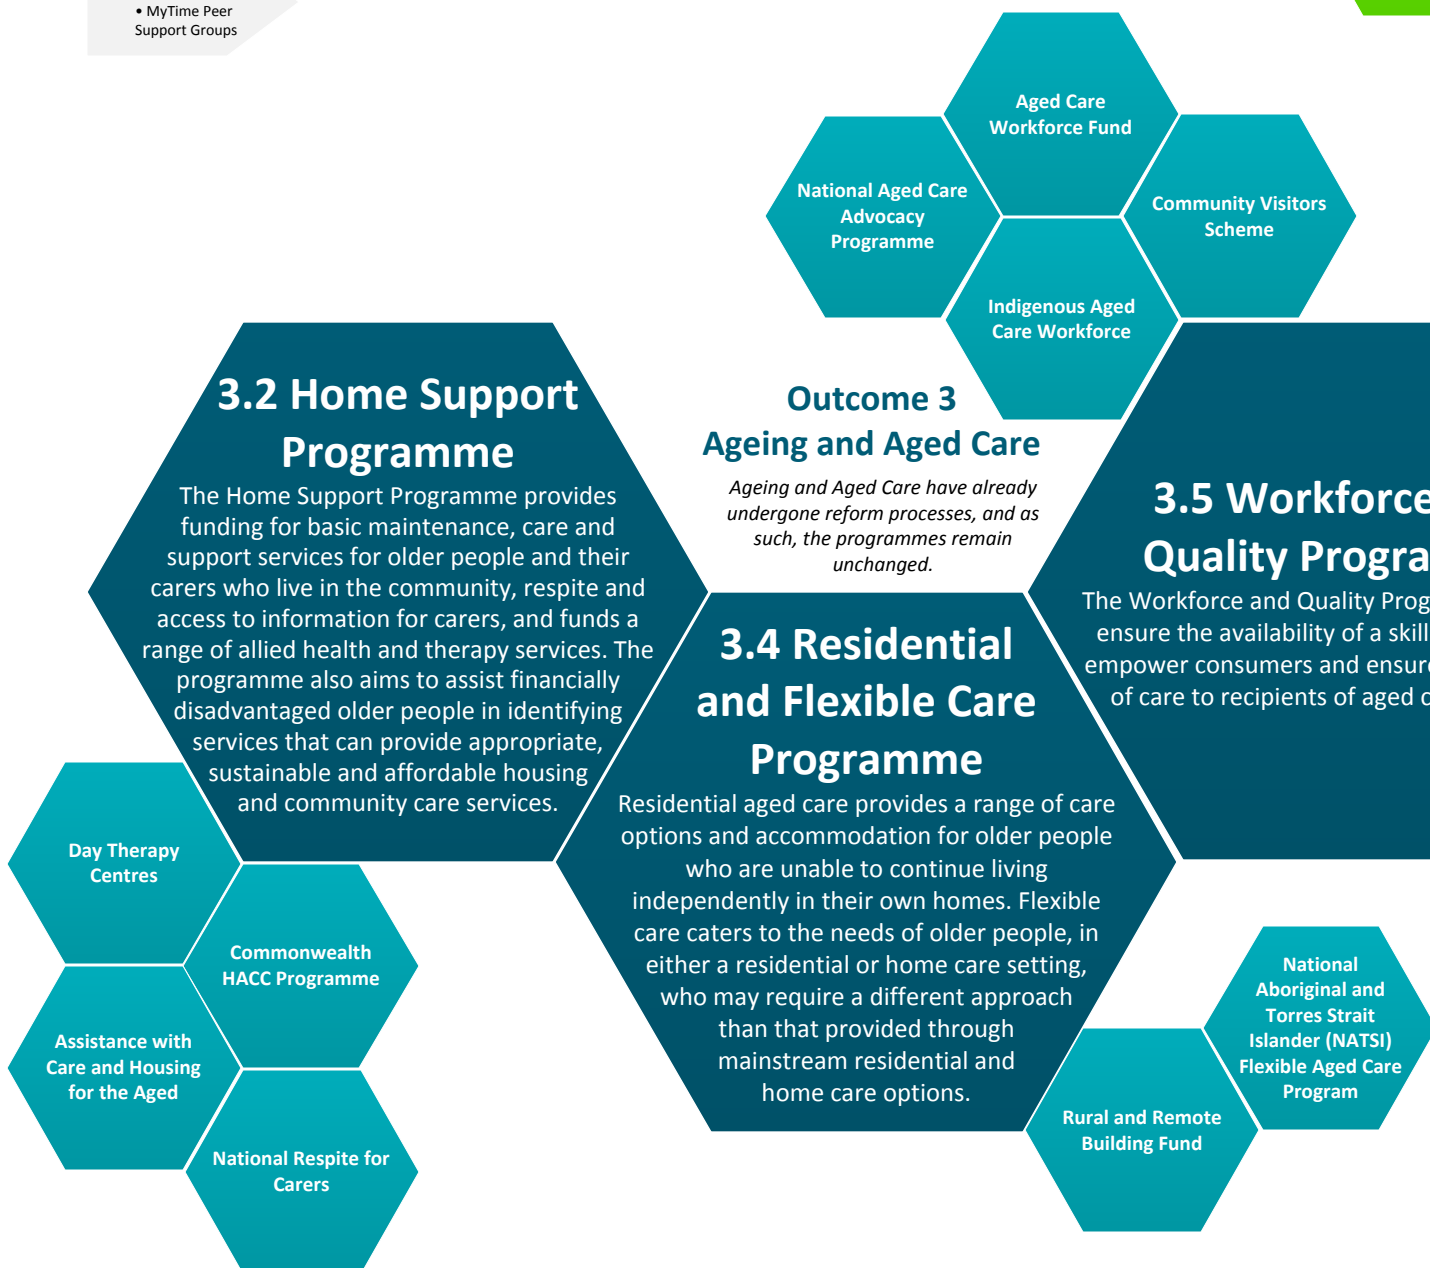 • MyTime Peer
Support Groups
Aged Care
Workforce Fund
National Aged Care
Advocacy
Programme
Community Visitors
Scheme
Indigenous Aged
Care Workforce
3.2 Home Support
Programme
The Home Support Programme provides
funding for basic maintenance, care and
support services for older people and their
carers who live in the community, respite and
access to information for carers, and funds a
range of allied health and therapy services. The
programme also aims to assist financially
disadvantaged older people in identifying
services that can provide appropriate,
sustainable and affordable housing
and community care services.
Outcome 3
Ageing and Aged Care
Ageing and Aged Care have already
undergone reform processes, and as
such, the programmes remain
unchanged.
3.5 Workforce
Quality Progra
The Workforce and Quality Prog
ensure the availability of a skill
empower consumers and ensure
of care to recipients of aged c
3.4 Residential
and Flexible Care
Programme
Residential aged care provides a range of care
options and accommodation for older people
who are unable to continue living
independently in their own homes. Flexible
care caters to the needs of older people, in
either a residential or home care setting,
who may require a different approach
than that provided through
mainstream residential and
home care options.
Day Therapy
Centres
Commonwealth
HACC Programme
Assistance with
Care and Housing
for the Aged
National Respite for
Carers
National
Aboriginal and
Torres Strait
Islander (NATSI)
Flexible Aged Care
Program
Rural and Remote
Building Fund